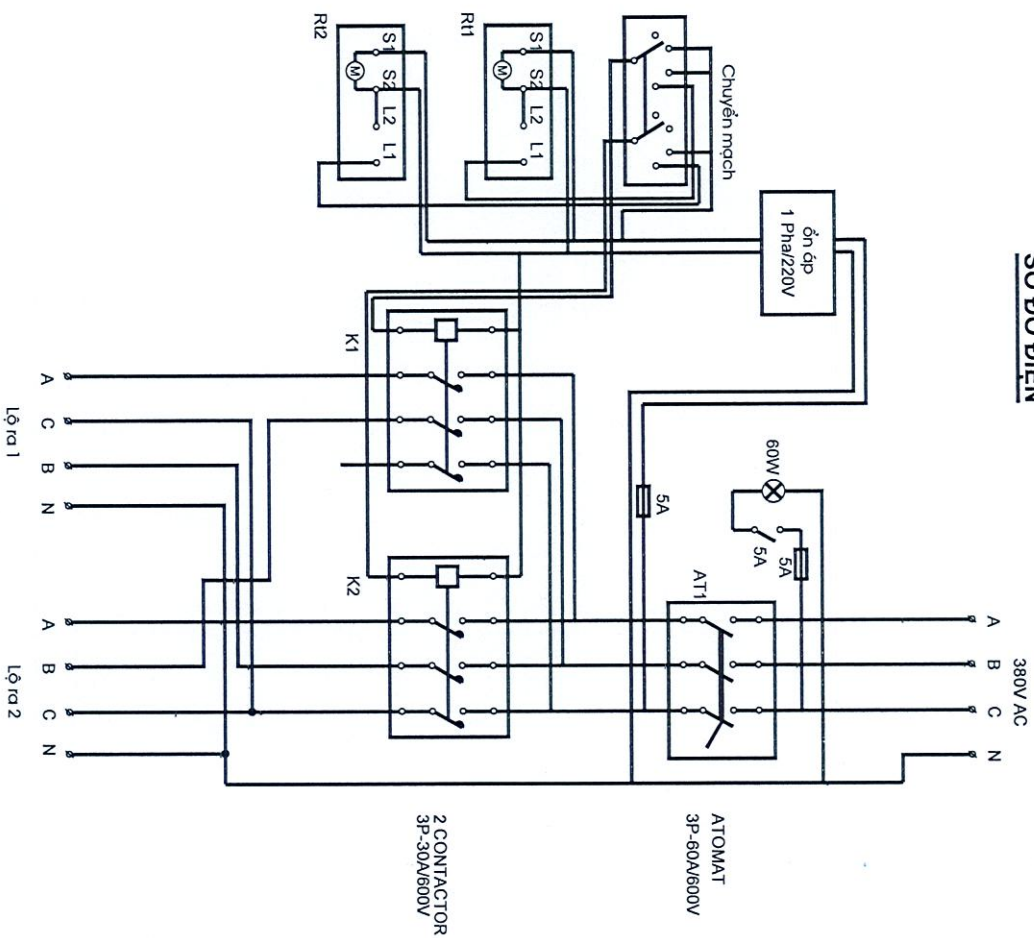 SƠ ĐỒ ĐIỆN
380V AC
A
B
C
N
60W
5A
5A
5A
AT1
ATOMAT
3P-60A/600V
ổn áp
1 Pha/220V
Chuyển mạch
Rt1
S1
S2
L2
L1
M
Rt2
S1
S2
L2
L1
M
K1
K2
2 CONTACTOR
3P-30A/600V
A
C
B
N
Lộ ra 1
A
B
C
N
Lộ ra 2